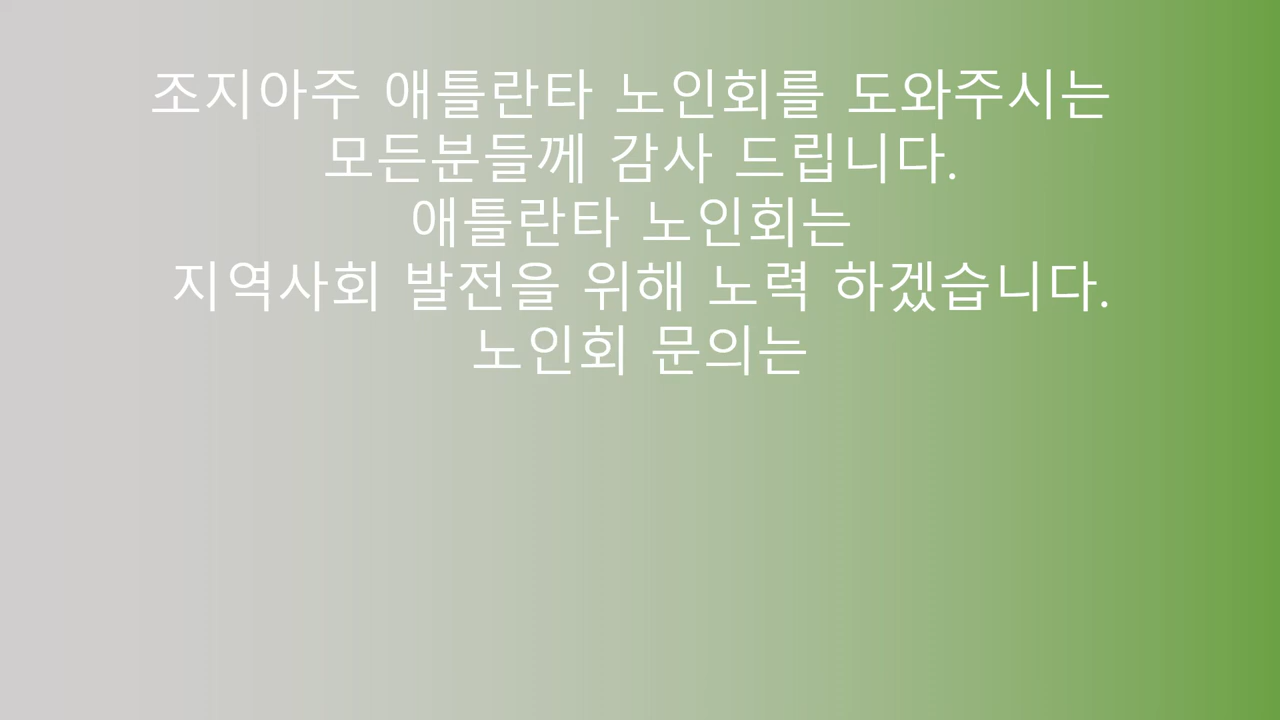 조지아주 애틀란타 노인회를 도와주시는
모든분들께 감사 드립니다.
애틀란타 노인회는
지역사회 발전을 위해 노력 하겠습니다.
노인회 문의는